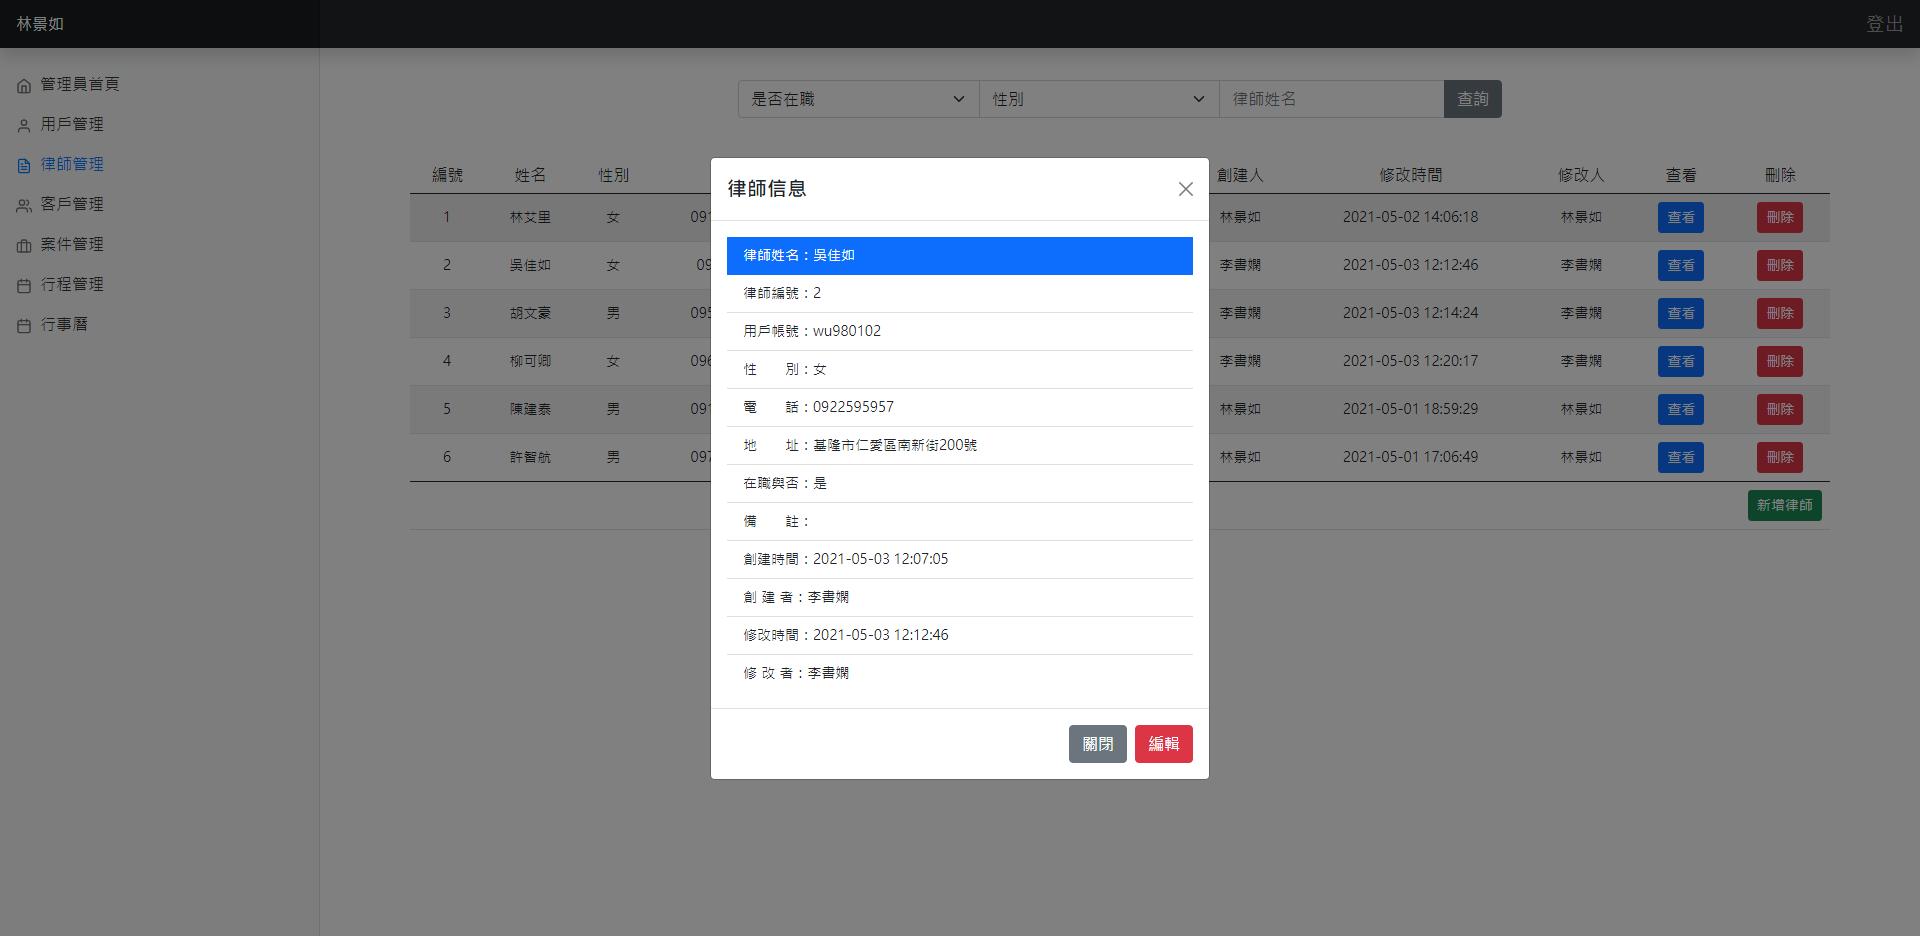 林景如
登出
管理員首頁
用戶管理
律師管理
客戶管理
案件管理
行程管理
行事曆
是否在職 性別 律師姓名 查詢
編號 姓名 性別 創建人 修改時間 修改人 查看 刪除
1 林艾里 女 091 林景如 2021-05-02 14:06:18 林景如 查看 刪除
2 吳佳如 女 09 李書嫻 2021-05-03 12:12:46 李書嫻 查看 刪除
3 胡文豪 男 095 李書嫻 2021-05-03 12:14:24 李書嫻 查看 刪除
4 柳可卿 女 096 李書嫻 2021-05-03 12:20:17 李書嫻 查看 刪除
5 陳建泰 男 091 林景如 2021-05-01 18:59:29 林景如 查看 刪除
6 許智航 男 097 林景如 2021-05-01 17:06:49 林景如 查看 刪除
新增律師
律師信息
律師姓名：吳佳如
律師編號：2
用戶帳號：wu980102
性 別：女
電 話：0922595957
地 址：基隆市仁愛區南新街200號
在職與否：是
備 註：
創建時間：2021-05-03 12:07:05
創 建 者：李書嫻
修改時間：2021-05-03 12:12:46
修 改 者：李書嫻
關閉 編輯